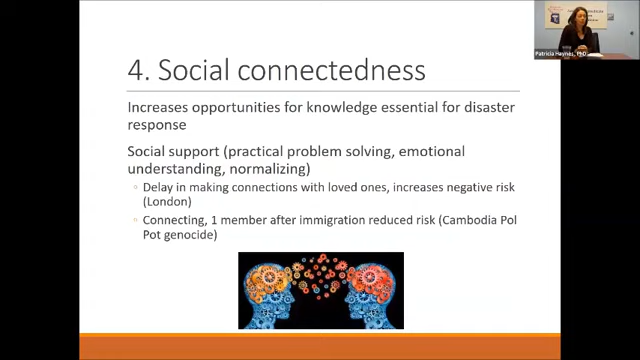 Patricia Haynes, PhD
4. Social connectedness
Increases opportunities for knowledge essential for disaster
response
Social support (practical problem solving, emotional
understanding, normalizing)
◦ Delay in making connections with loved ones, increases negative risk
(London)
◦ Connecting, 1 member after immigration reduced risk (Cambodia Pol
Pot genocide)